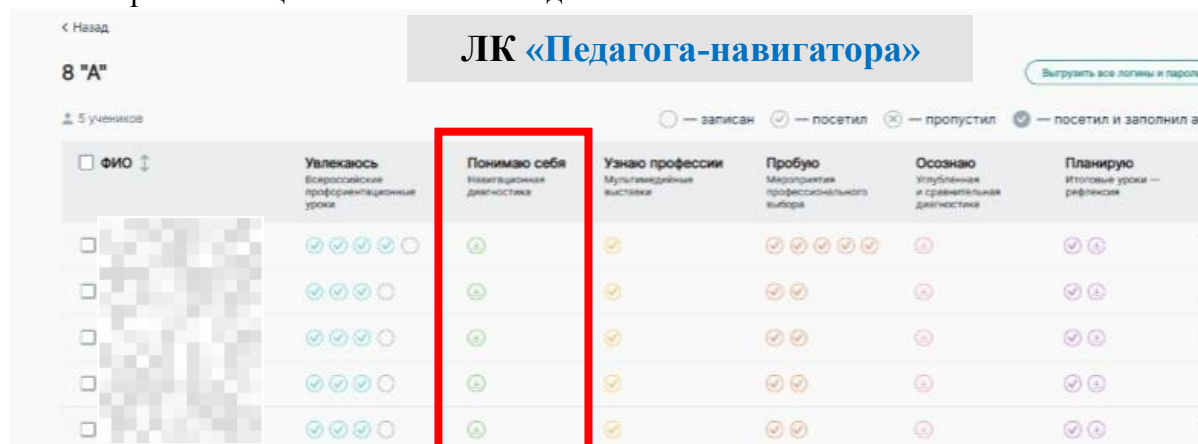 < Назад
ЛК «Педагога-навигатора»
8 "А"
Выгрузить все логины и
5 учеников
— записан
— посетил
— пропустил
— посетил и заполнил
ФИО
Увлекаюсь
Всероссийские
профориентационные
уроки
Понимаю себя
Навигационная
диагностика
Узнаю профессии
Мультимедийные
выставки
Пробую
Мероприятия
профессионального
выбора
Осознаю
Углубленная
и сравнительная
диагностика
Планирую
Итоговые уроки —
рефлексия